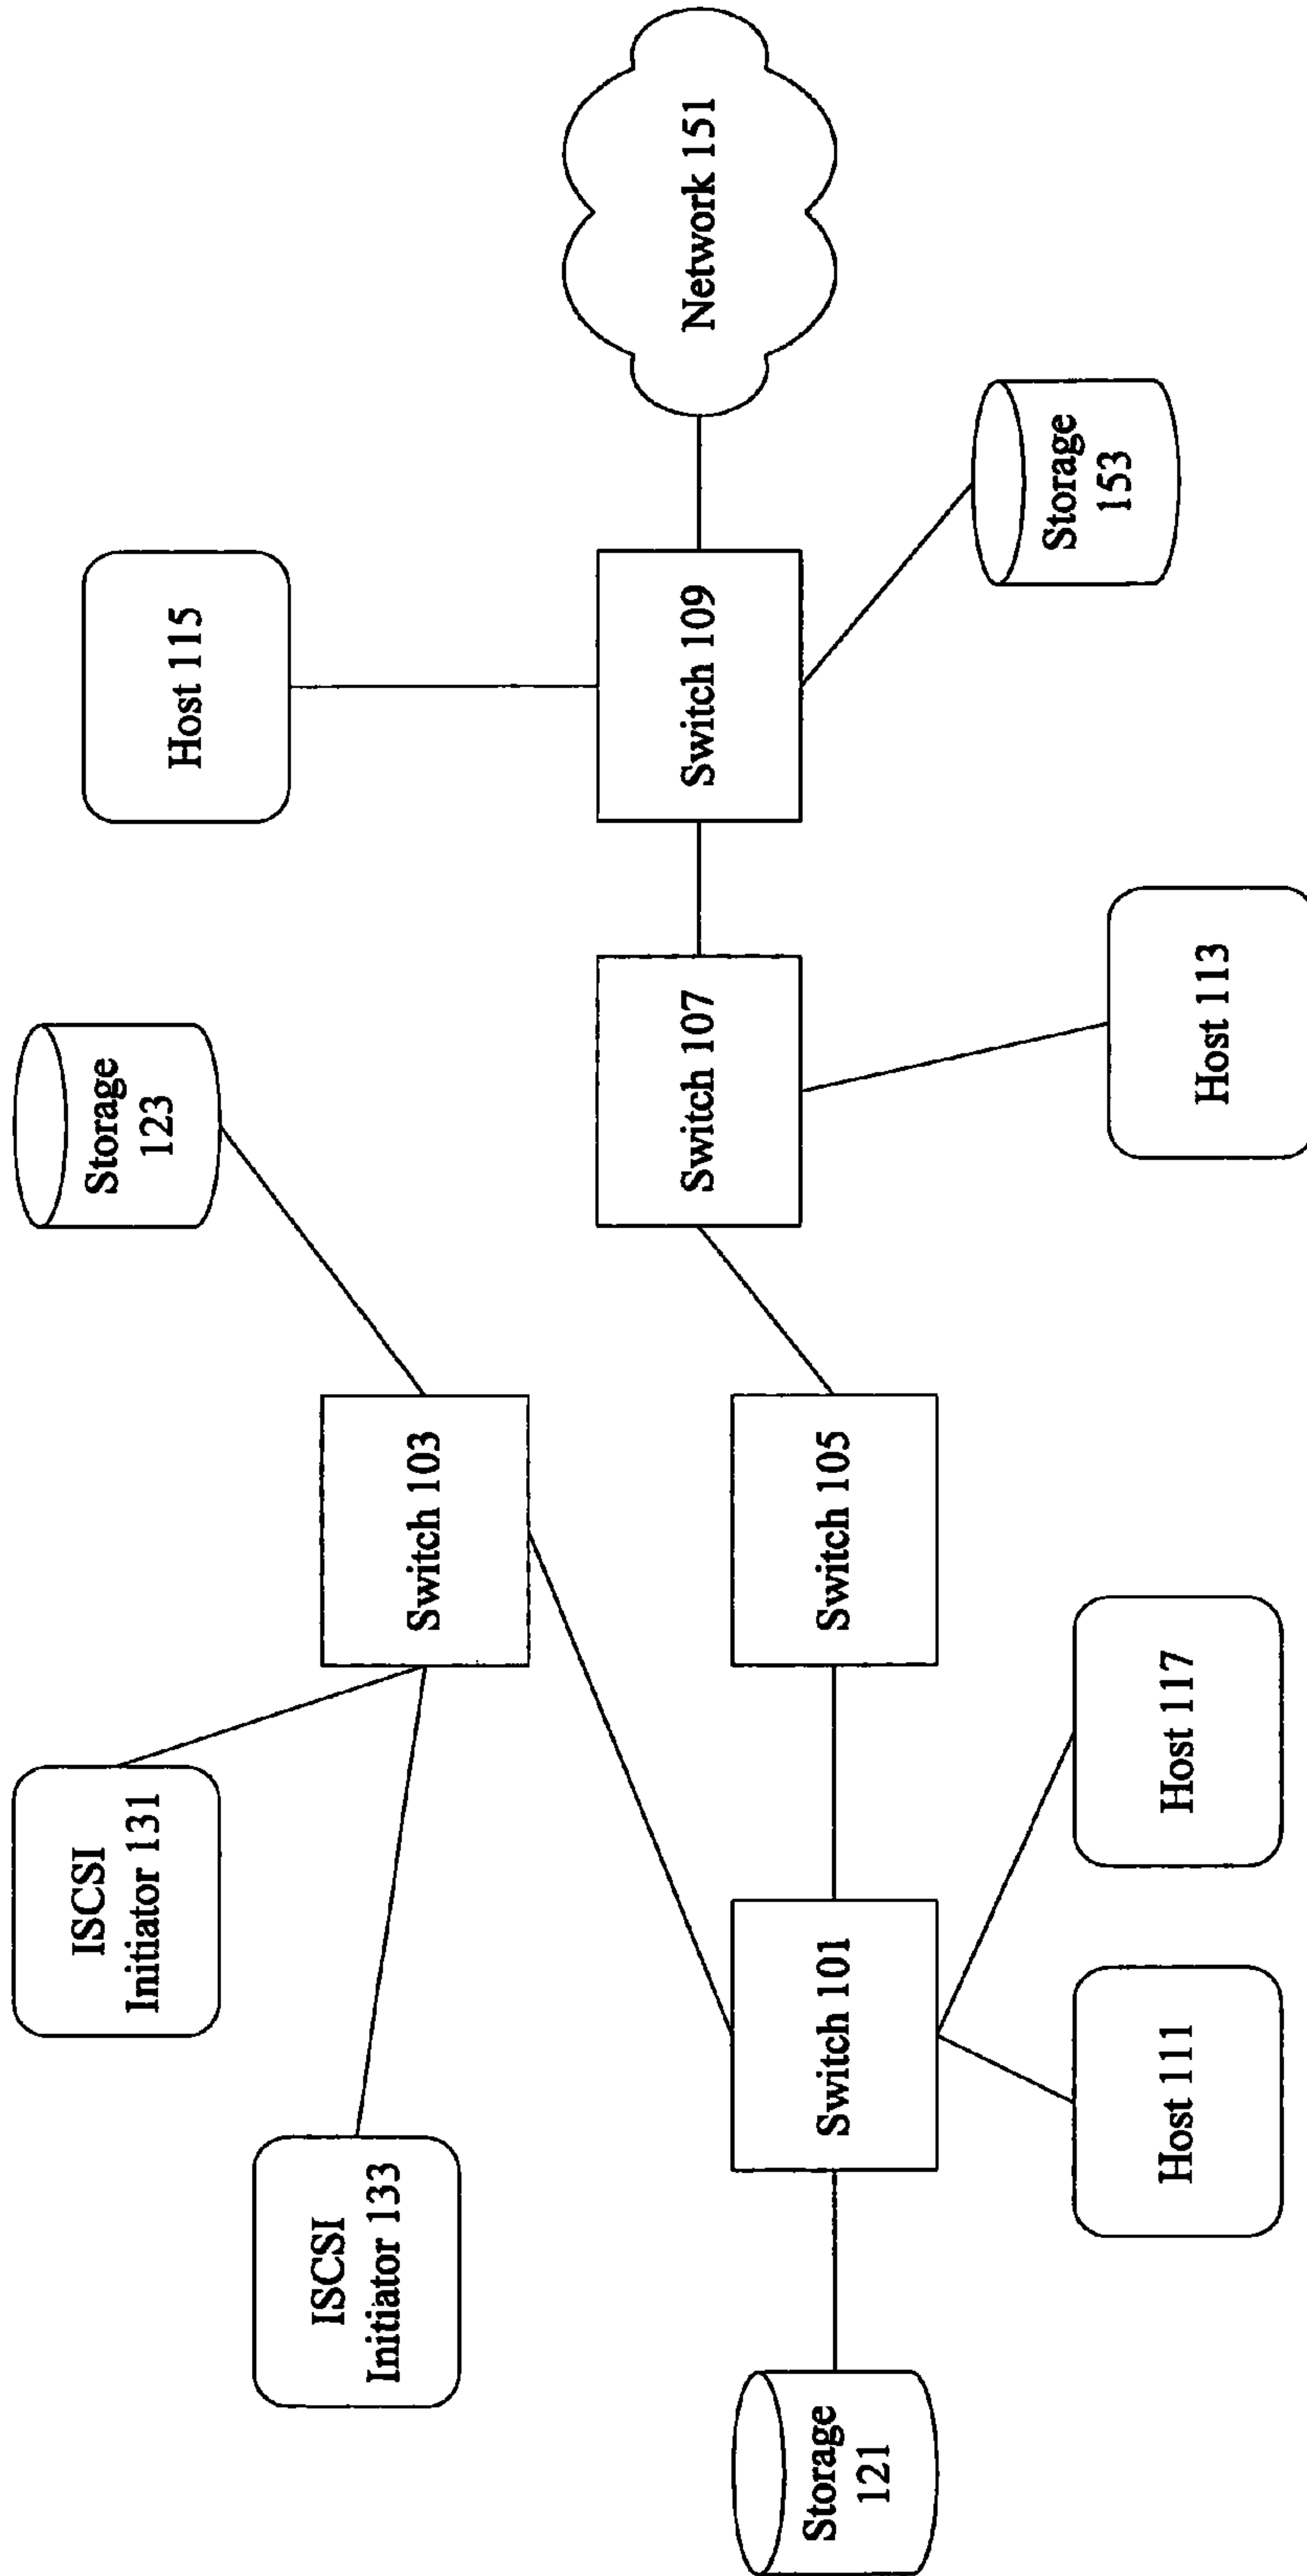 ISCSI
Initiator 131
Storage
123
Host 115
ISCSI
Initiator 133
Switch 103
Switch 107
Switch 109
Network 151
Storage
121
Switch 101
Switch 105
Storage
153
Host 111
Host 117
Host 113